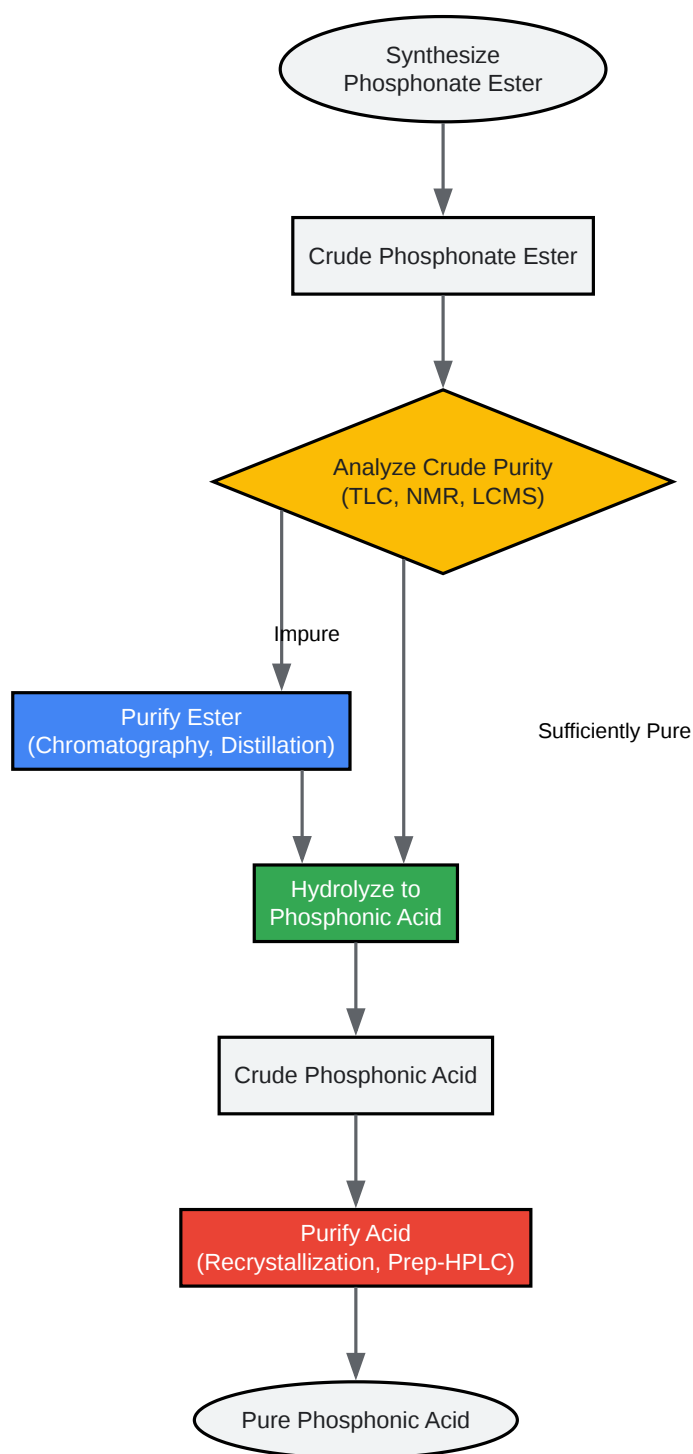 Synthesize
Phosphonate Ester
Crude Phosphonate Ester
Analyze Crude Purity
(TLC, NMR, LCMS)
Impure
Purify Ester
(Chromatography, Distillation)
Sufficiently Pure
Hydrolyze to
Phosphonic Acid
Crude Phosphonic Acid
Purify Acid
(Recrystallization, Prep-HPLC)
Pure Phosphonic Acid